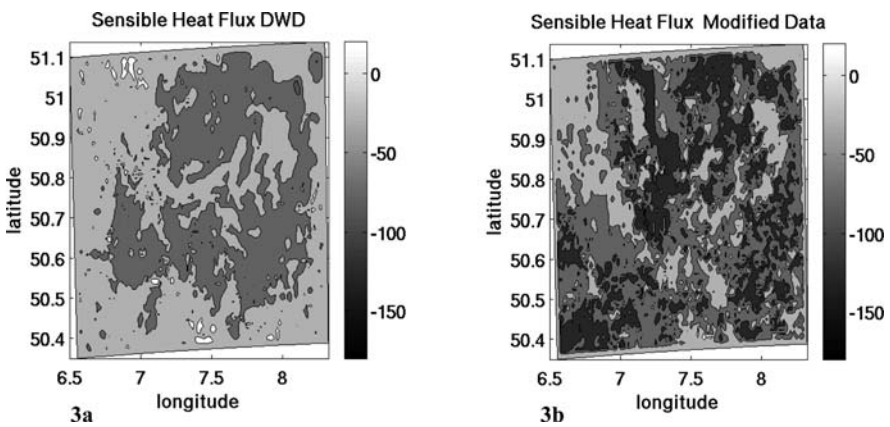 Sensible Heat Flux DWD
51.1
51
50.9
50.8
50.7
50.6
50.5
50.4
latitude
6.5 7 7.5 8
longitude
0
-50
-100
-150
3a
Sensible Heat Flux Modified Data
51.1
51
50.9
50.8
50.7
50.6
50.5
50.4
latitude
6.5 7 7.5 8
longitude
0
-50
-100
-150
3b